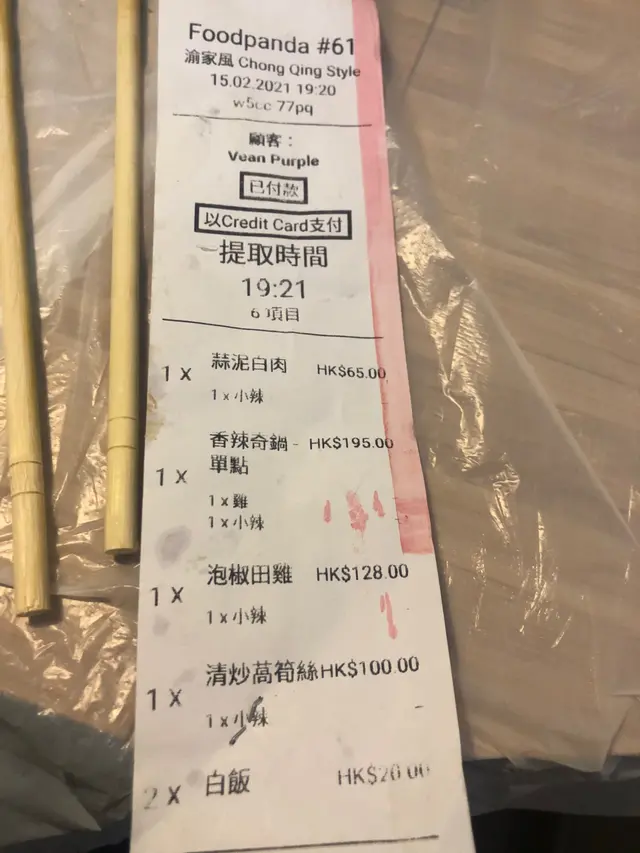 Foodpanda #61
渝家風 Chong Qing Style
15.02.2021 19:20
w5cc 77pq
顧客：
Vean Purple
已付款
以Credit Card支付
提取時間
19:21
6 項目
1 x 蒜泥白肉 HK$65.00
1 x 小辣
1 x 香辣奇鍋 - HK$195.00
單點
1 x 雞
1 x 小辣
1 x 泡椒田雞 HK$128.00
1 x 小辣
1 x 清炒萵筍絲 HK$100.00
1 x 小辣
2 x 白飯 HK$20.00